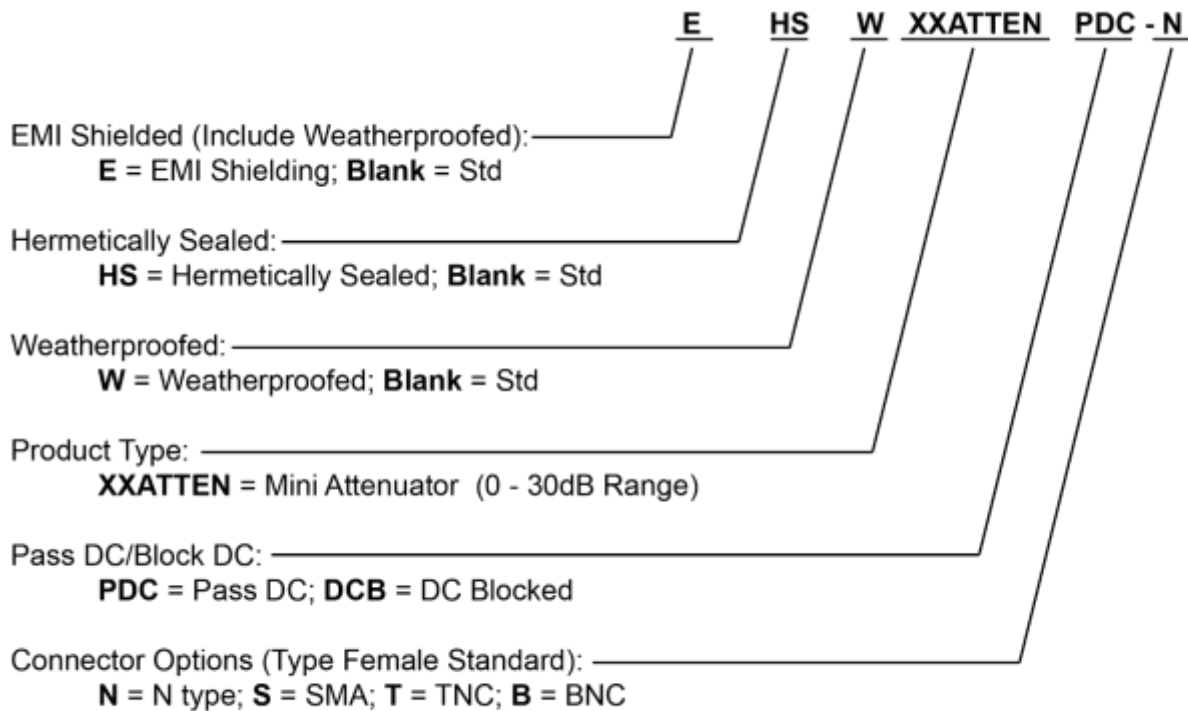 E HS W XXATTEN PDC - N
EMI Shielded (Include Weatherproofed):
E = EMI Shielding; Blank = Std
Hermetically Sealed:
HS = Hermetically Sealed; Blank = Std
Weatherproofed:
W = Weatherproofed; Blank = Std
Product Type:
XXATTEN = Mini Attenuator (0 - 30dB Range)
Pass DC/Block DC:
PDC = Pass DC; DCB = DC Blocked
Connector Options (Type Female Standard):
N = N type; S = SMA; T = TNC; B = BNC